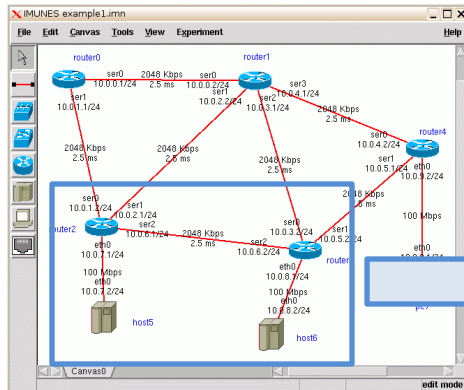 IMUNES example1.imn
File Edit Canvas Tools View Experiment Help
router0
router1
ser0
10.0.0.1/24
2048 Kbps
2.5 ms
ser0
10.0.0.2/24
ser1
10.0.1.1/24
ser1
10.0.2.2/24
ser2
10.0.3.1/24
ser3
10.0.4.1/24
2048 Kbps
2.5 ms
router4
ser0
10.0.4.2/24
2048 Kbps
2.5 ms
2048 Kbps
2.5 ms
2048 Kbps
2.5 ms
ser1
10.0.5.1/24
eth0
10.0.9.2/24
2048 Kbps
2.5 ms
100 Mbps
ser0
10.0.1.2/24
ser1
10.0.2.1/24
router2
ser2
10.0.6.1/24
2048 Kbps
2.5 ms
ser0
10.0.3.2/24
ser2
10.0.6.2/24
ser1
10.0.5.2/24
router
eth0
10.0.7.1/24
100 Mbps
eth0
10.0.7.2/24
host5
eth0
10.0.8.1/24
100 Mbps
eth0
10.0.8.2/24
host6
eth0
Canvas0
edit mode